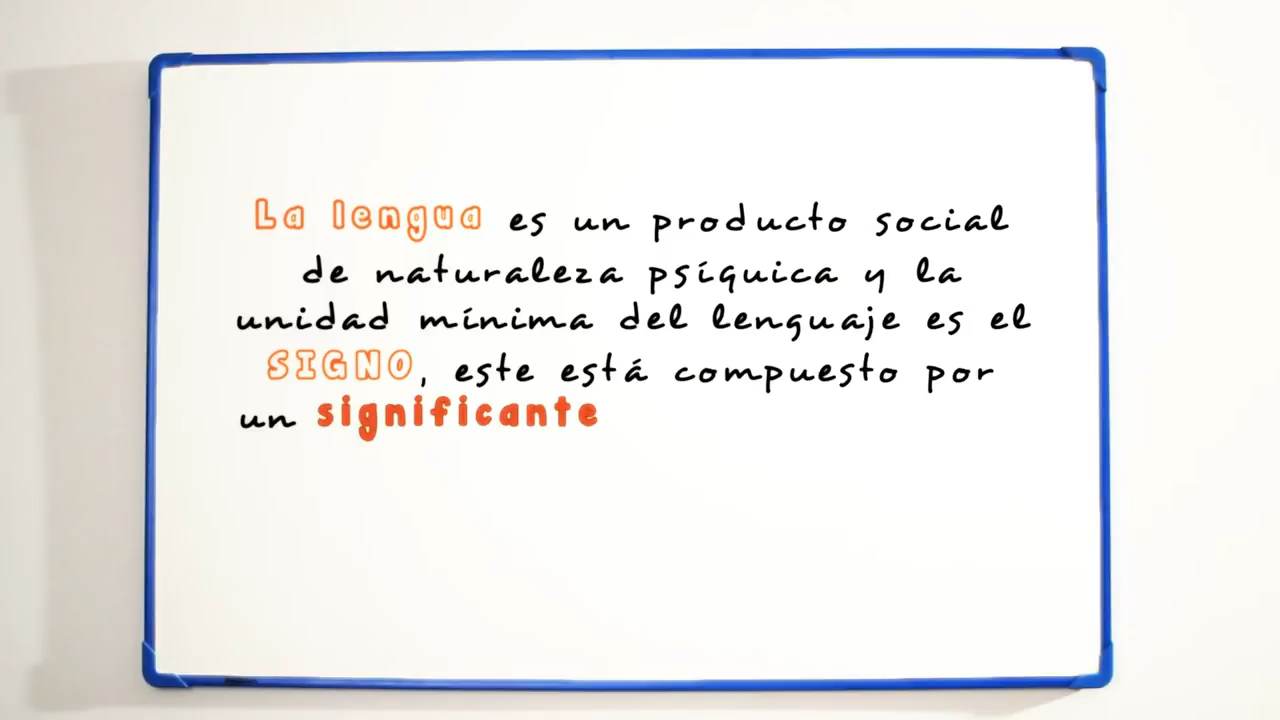 La lengua es un producto social
de naturaleza psíquica y la
unidad mínima del lenguaje es el
SIGNO, este está compuesto por
un significante